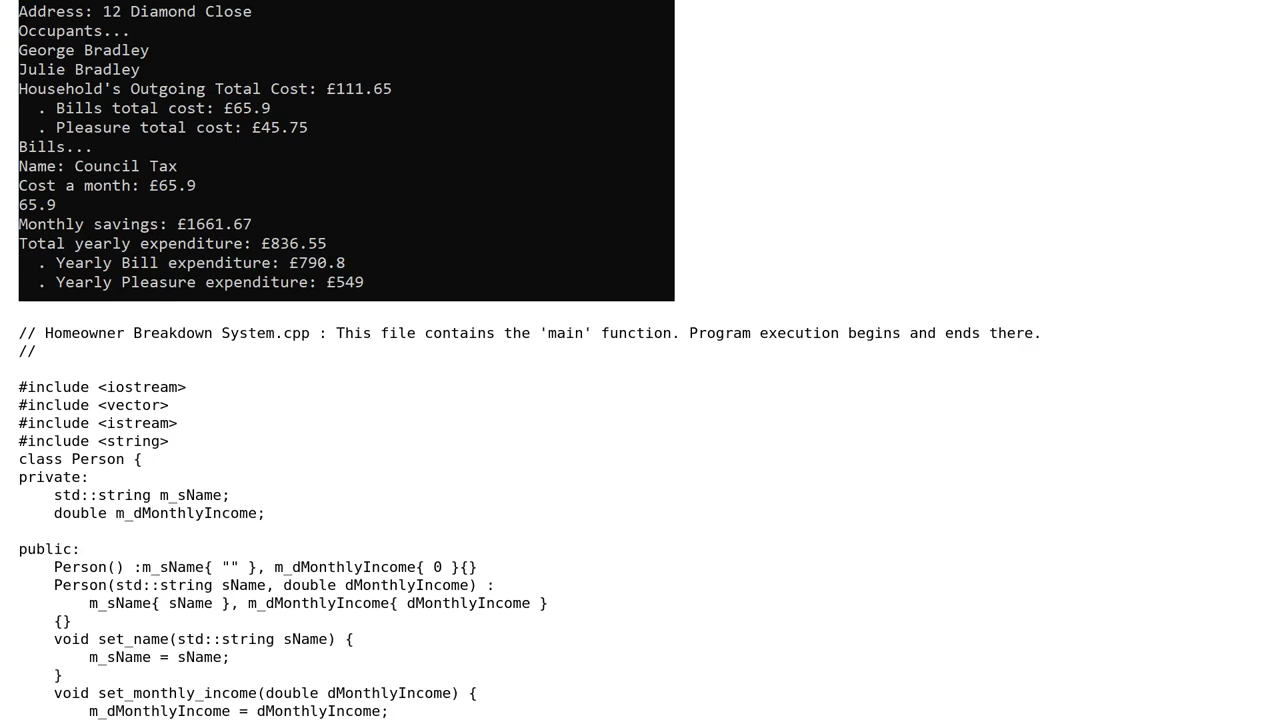 Address: 12 Diamond Close
Occupants...
George Bradley
Julie Bradley
Household's Outgoing Total Cost: £111.65
  . Bills total cost: £65.9
  . Pleasure total cost: £45.75
Bills...
Name: Council Tax
Cost a month: £65.9
65.9
Monthly savings: £1661.67
Total yearly expenditure: £836.55
  . Yearly Bill expenditure: £790.8
  . Yearly Pleasure expenditure: £549
// Homeowner Breakdown System.cpp : This file contains the 'main' function. Program execution begins and ends there.
//
#include <iostream>
#include <vector>
#include <istream>
#include <string>
class Person {
private:
    std::string m_sName;
    double m_dMonthlyIncome;
public:
    Person() :m_sName{ "" }, m_dMonthlyIncome{ 0 }{}
    Person(std::string sName, double dMonthlyIncome) :
        m_sName{ sName }, m_dMonthlyIncome{ dMonthlyIncome }
    {}
    void set_name(std::string sName) {
        m_sName = sName;
    }
    void set_monthly_income(double dMonthlyIncome) {
        m_dMonthlyIncome = dMonthlyIncome;